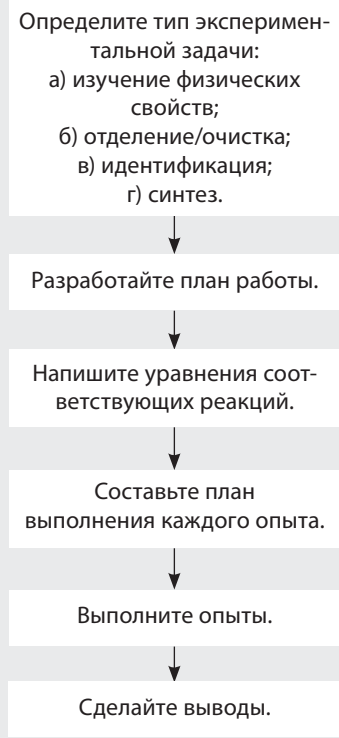 Определите тип эксперимен-
тальной задачи:
а) изучение физических
свойств;
б) отделение/очистка;
в) идентификация;
г) синтез.
Разработайте план работы.
Напишите уравнения соот-
ветствующих реакций.
Составьте план
выполнения каждого опыта.
Выполните опыты.
Сделайте выводы.